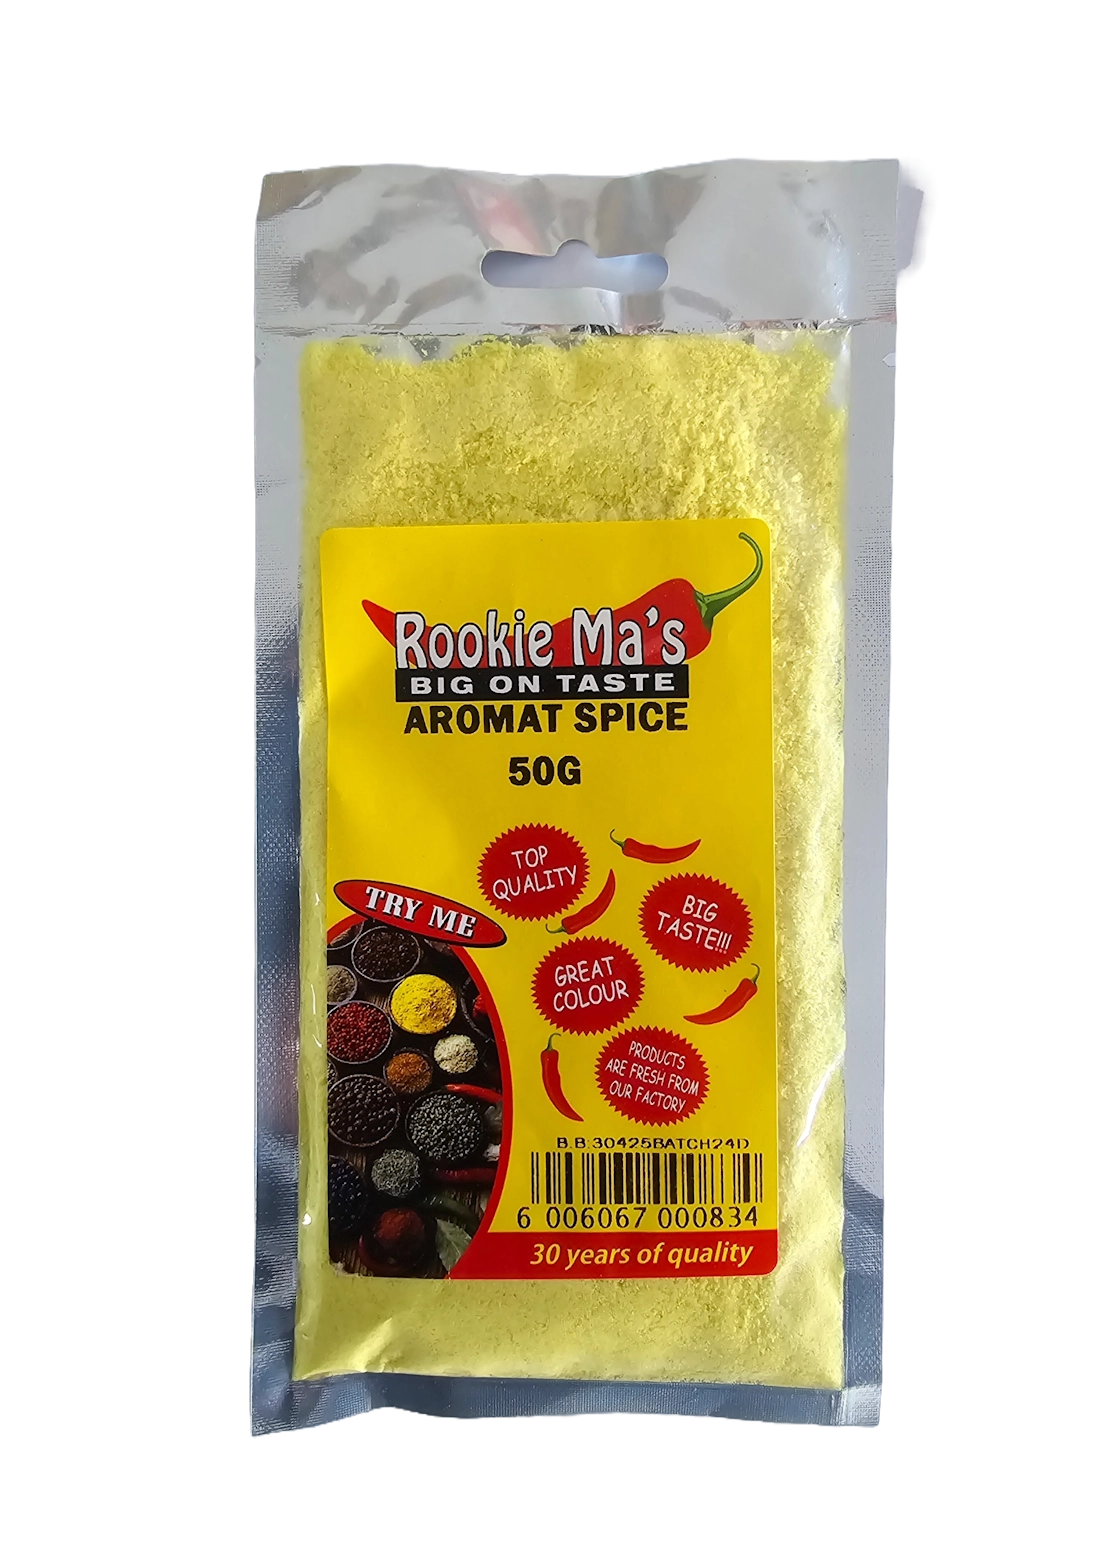 Rookie Ma's
BIG ON TASTE
AROMAT SPICE
50G
TOP
QUALITY
BIG
TASTE!!!
TRY ME
GREAT
COLOUR
PRODUCTS
ARE FRESH FROM
OUR FACTORY
B.B:30425BATCH24D
6 006067 000834
30 years of quality